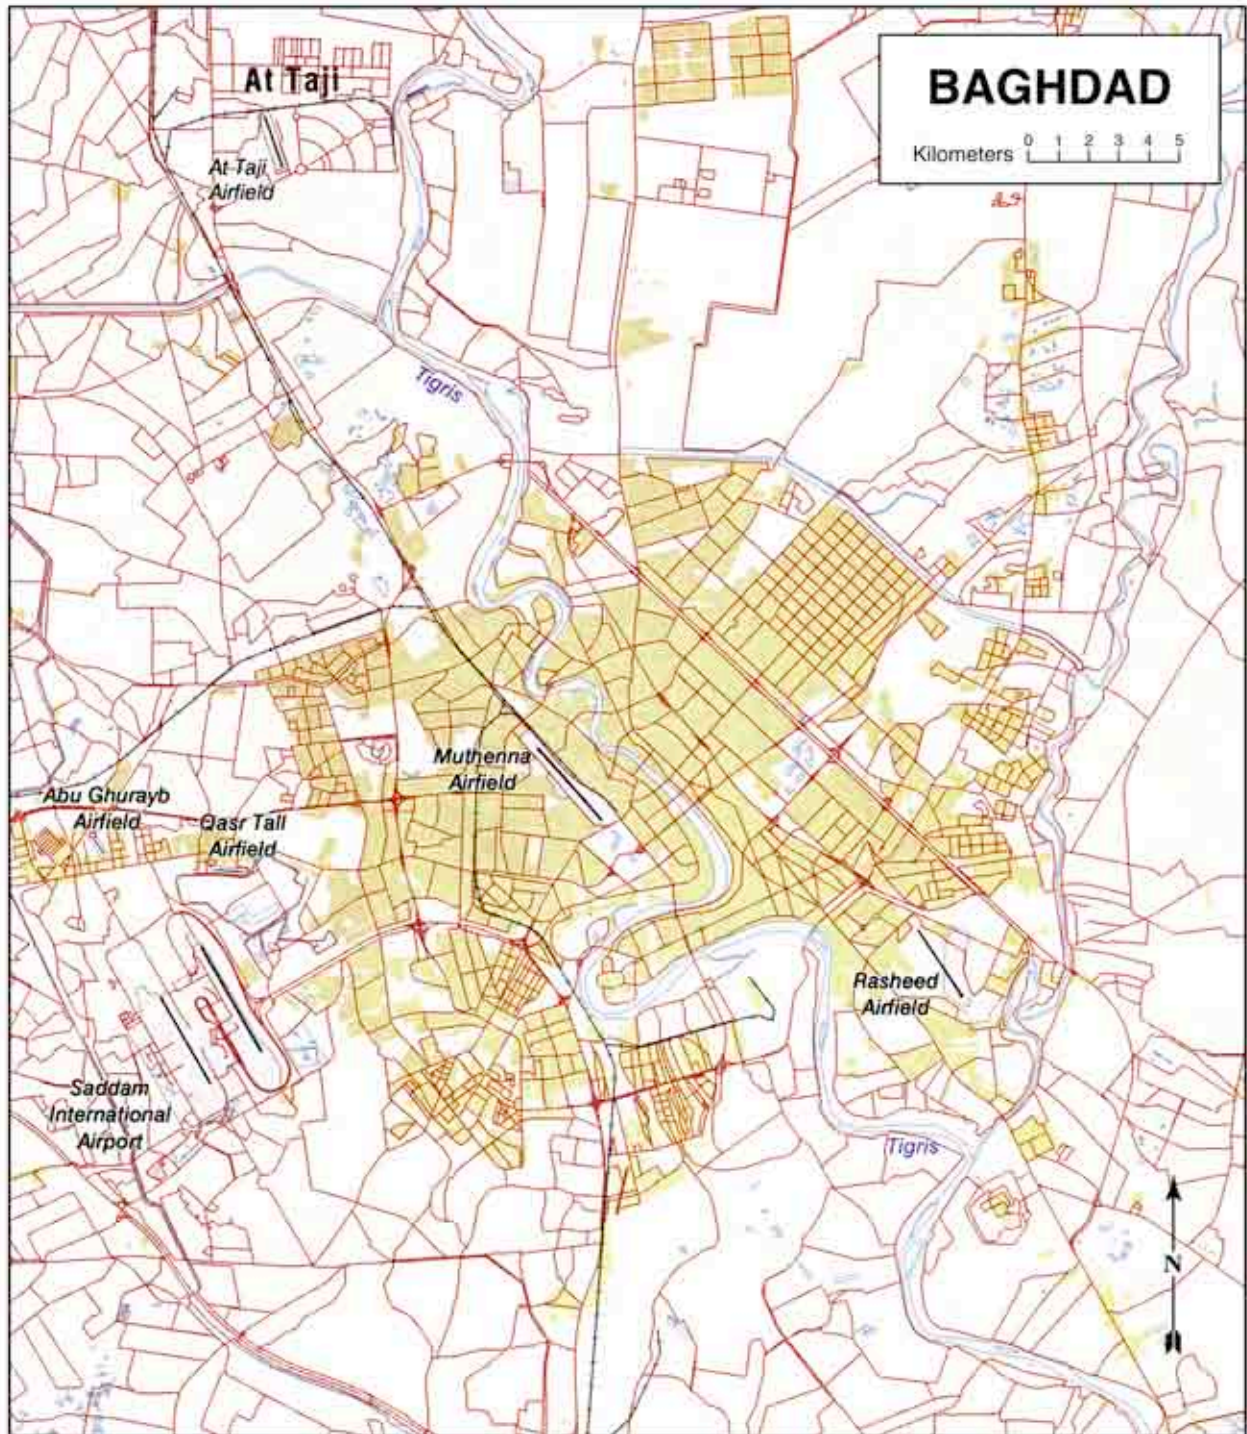 BAGHDAD
Kilometers 0 1 2 3 4 5
At Taji
At Taji
Airfield
Tigris
Muthenna
Airfield
Abu Ghurayb
Airfield
Qasr Tall
Airfield
Rasheed
Airfield
Saddam
International
Airport
Tigris
N